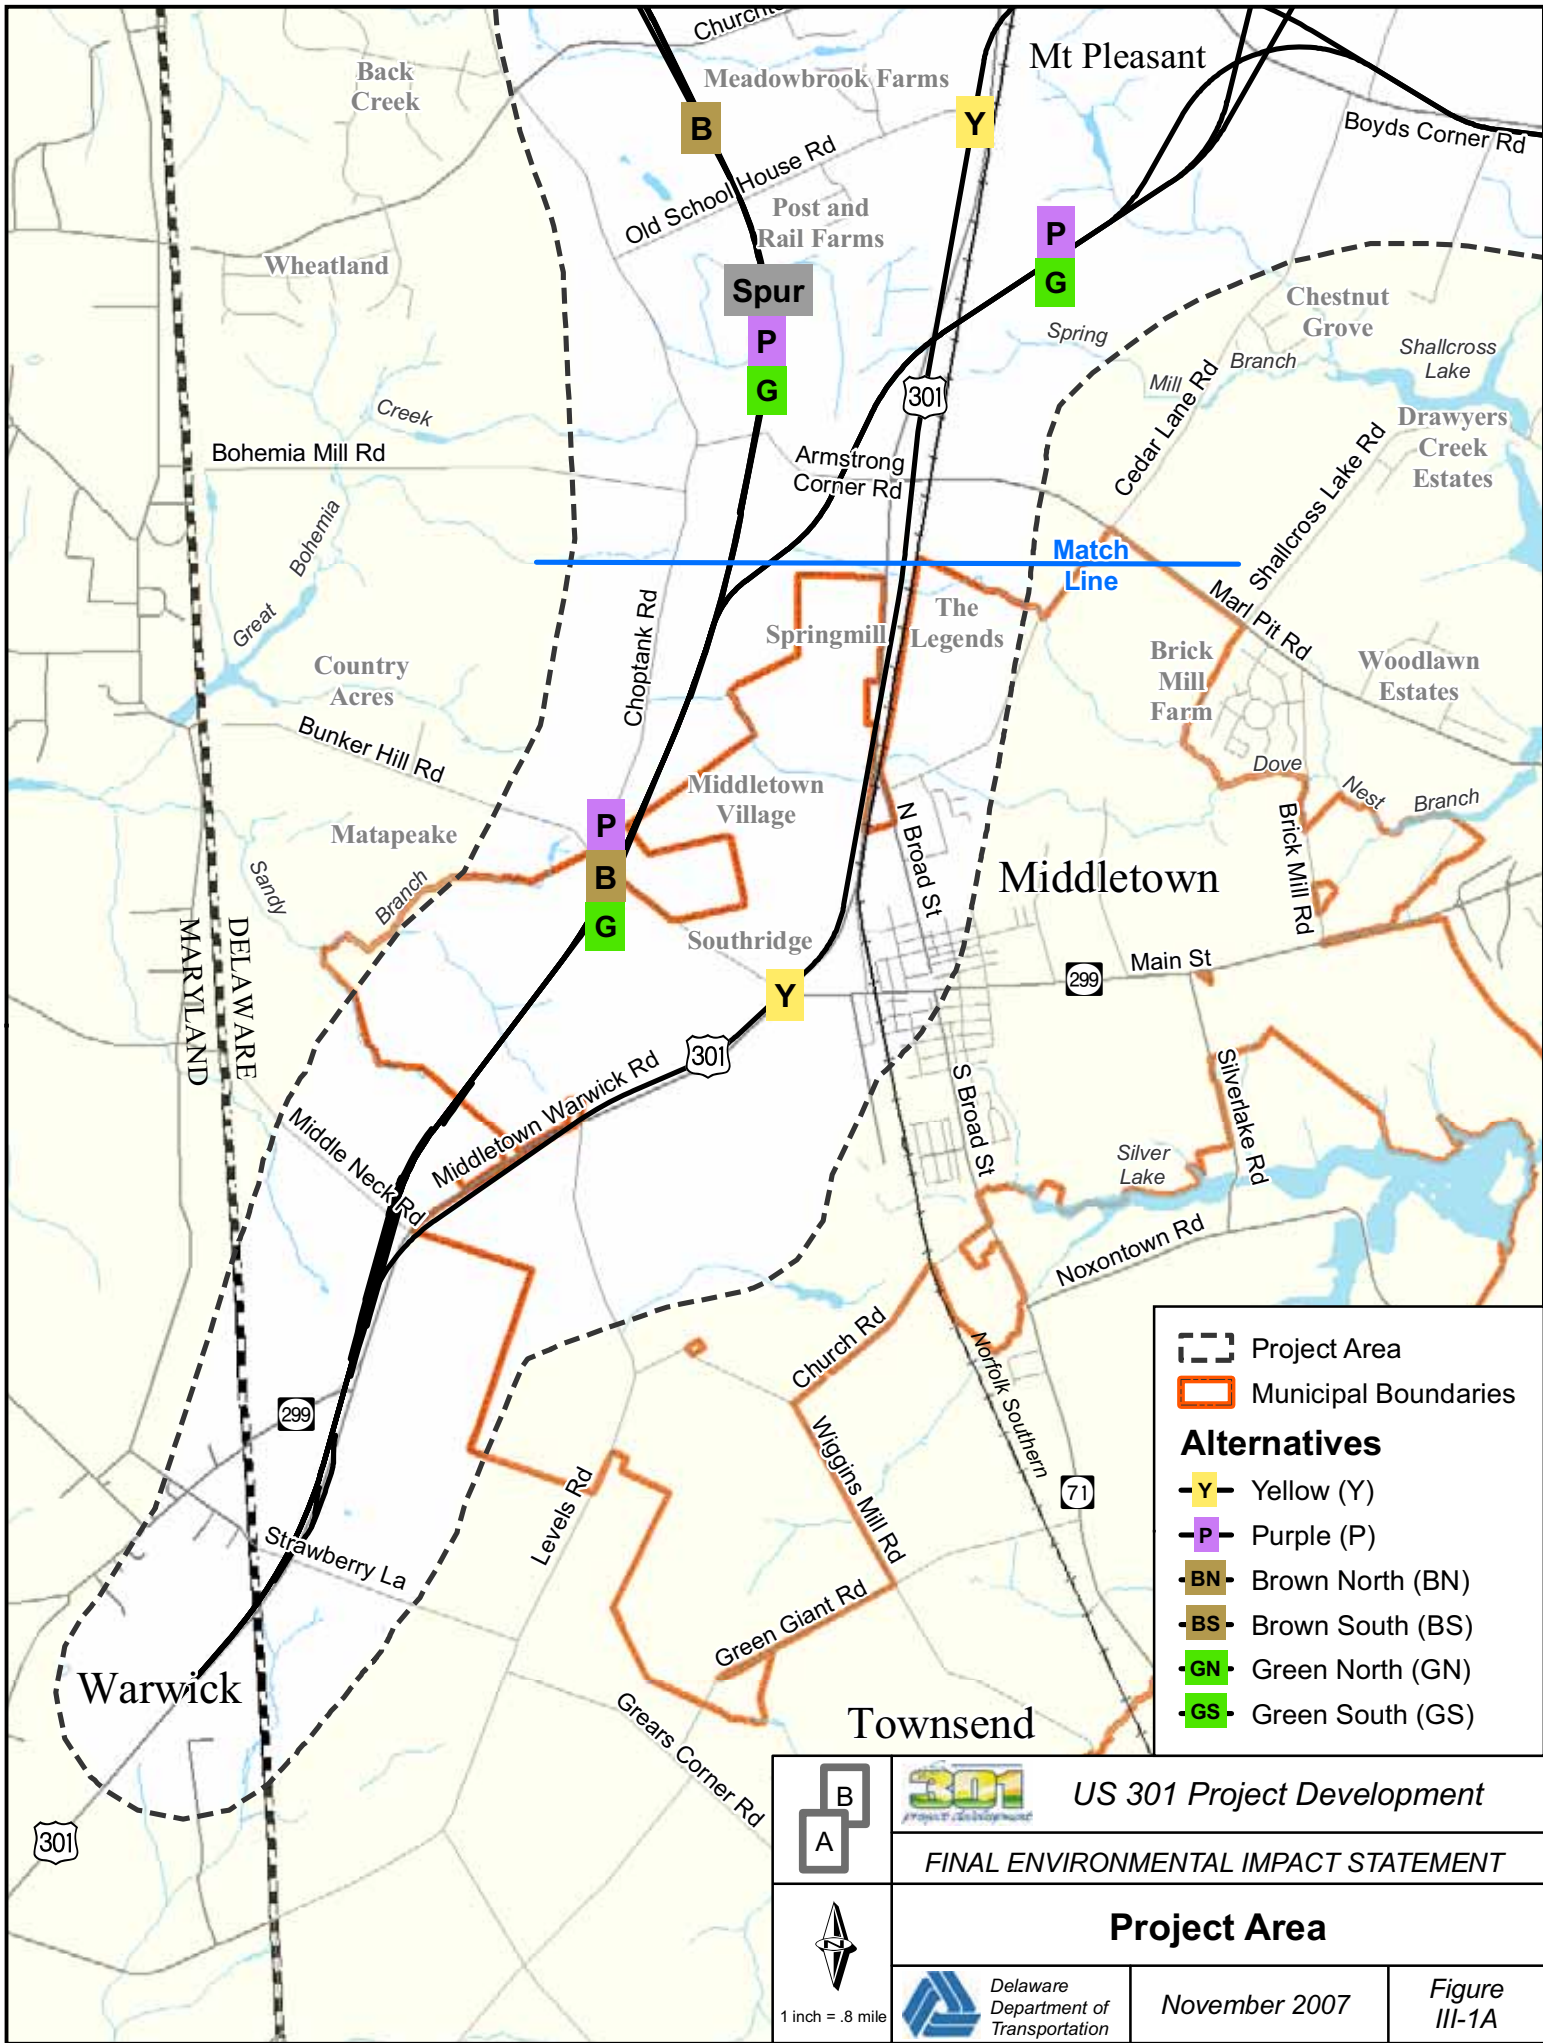 Churcht
Mt Pleasant
Back
Creek
Meadowbrook Farms
B
Y
Boyds Corner Rd
Old School House Rd
Post and
Rail Farms
P
G
Wheatland
Spur
P
G
Chestnut
Grove
Spring
Mill
Branch
Shallcross
Lake
301
Creek
Cedar Lane Rd
Drawyers
Creek
Estates
Bohemia Mill Rd
Armstrong
Corner Rd
Shallcross Lake Rd
Bohemia
Great
Match
Line
Marl Pit Rd
Choptank Rd
Springmill
The
Legends
Country
Acres
Brick
Mill
Farm
Woodlawn
Estates
Bunker Hill Rd
Dove
Nest
Branch
Middletown
Village
P
B
G
Matapeake
N Broad St
Brick Mill Rd
Sandy
Branch
Middletown
Southridge
MARYLAND
DELAWARE
Main St
299
Y
301
Middletown Warwick Rd
S Broad St
Silverlake Rd
Middle Neck Rd
Silver
Lake
Noxontown Rd
Church Rd
Norfolk Southern
299
Wiggins Mill Rd
71
Levels Rd
Strawberry La
Green Giant Rd
Warwick
Grears Corner Rd
Townsend
301
Project Area
Municipal Boundaries
Alternatives
Y Yellow (Y)
P Purple (P)
BN Brown North (BN)
BS Brown South (BS)
GN Green North (GN)
GS Green South (GS)
B
A
301
project development
US 301 Project Development
FINAL ENVIRONMENTAL IMPACT STATEMENT
N
1 inch = .8 mile
Project Area
Delaware
Department of
Transportation
November 2007
Figure
III-1A